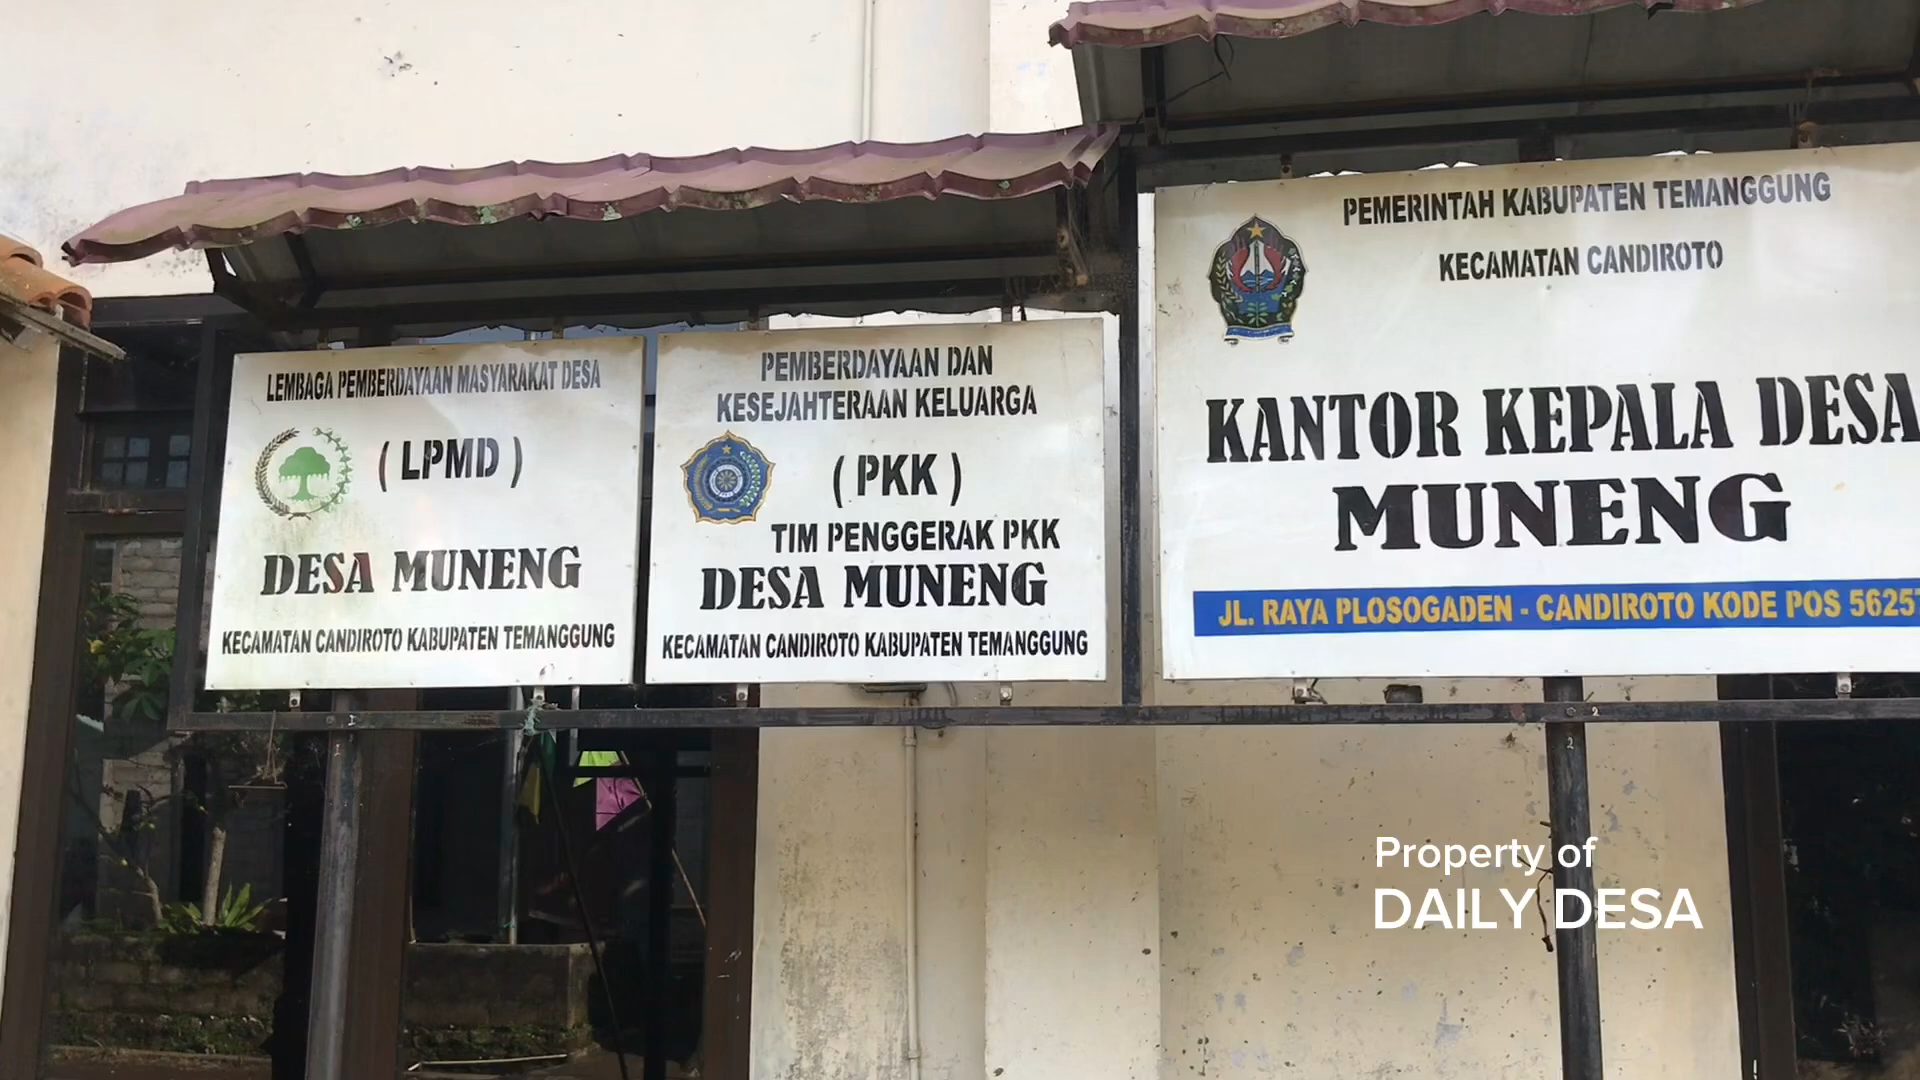 LEMBAGA PEMBERDAYAAN MASYARAKAT DESA
( LPMD )
DESA MUNENG
KECAMATAN CANDIROTO KABUPATEN TEMANGGUNG
PEMBERDAYAAN DAN
KESEJAHTERAAN KELUARGA
( PKK )
TIM PENGGERAK PKK
DESA MUNENG
KECAMATAN CANDIROTO KABUPATEN TEMANGGUNG
PEMERINTAH KABUPATEN TEMANGGUNG
KECAMATAN CANDIROTO
KANTOR KEPALA DESA
MUNENG
JL. RAYA PLOSOGADEN - CANDIROTO KODE POS 56257
Property of
DAILY DESA